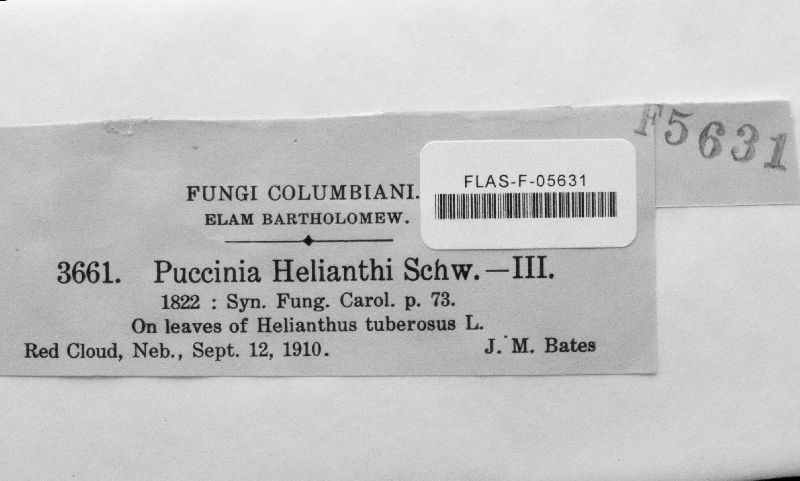 F5631
FLAS-F-05631
FUNGI COLUMBIANI.
ELAM BARTHOLOMEW.
3661. Puccinia Helianthi Schw.—III.
1822 : Syn. Fung. Carol. p. 73.
On leaves of Helianthus tuberosus L.
Red Cloud, Neb., Sept. 12, 1910. J. M. Bates